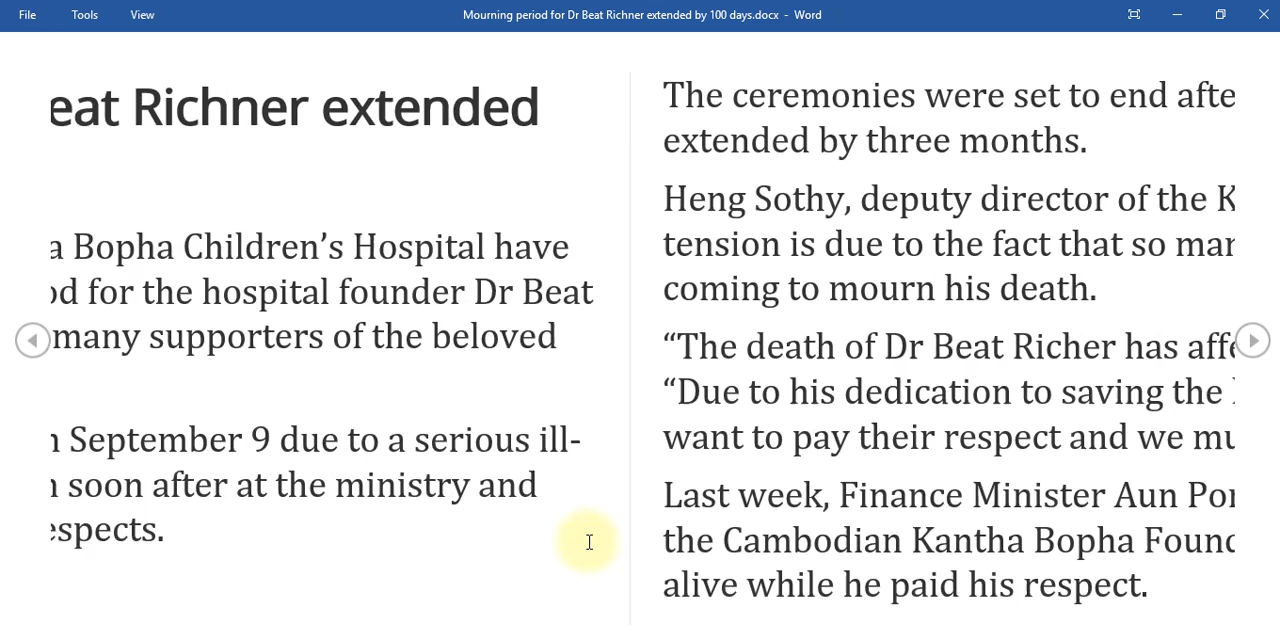 File Tools View Mourning period for Dr Beat Richner extended by 100 days.docx - Word
eat Richner extended
a Bopha Children's Hospital have
od for the hospital founder Dr Beat
many supporters of the beloved
September 9 due to a serious ill-
soon after at the ministry and
espects.
The ceremonies were set to end afte
extended by three months.
Heng Sothy, deputy director of the K
tension is due to the fact that so mar
coming to mourn his death.
“The death of Dr Beat Richer has affe
“Due to his dedication to saving the
want to pay their respect and we mu
Last week, Finance Minister Aun Por
the Cambodian Kantha Bopha Found
alive while he paid his respect.